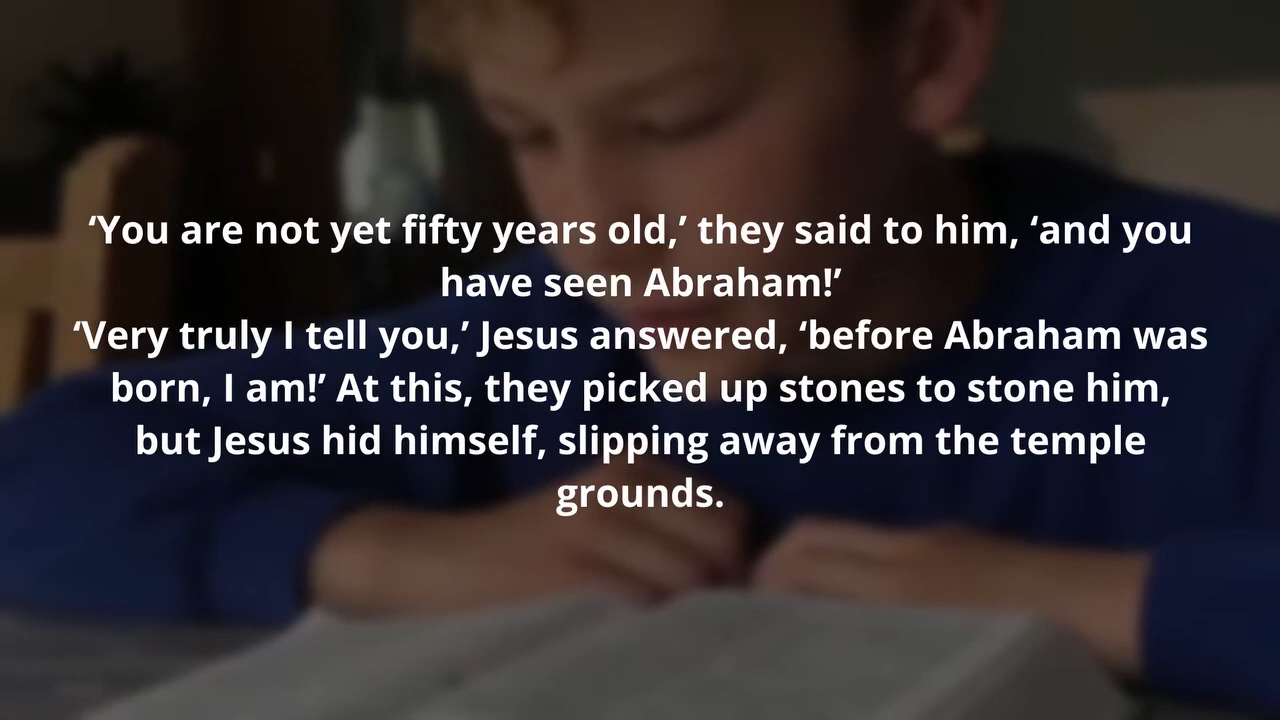 ‘You are not yet fifty years old,’ they said to him, ‘and you
have seen Abraham!’
‘Very truly I tell you,’ Jesus answered, ‘before Abraham was
born, I am!’ At this, they picked up stones to stone him,
but Jesus hid himself, slipping away from the temple
grounds.